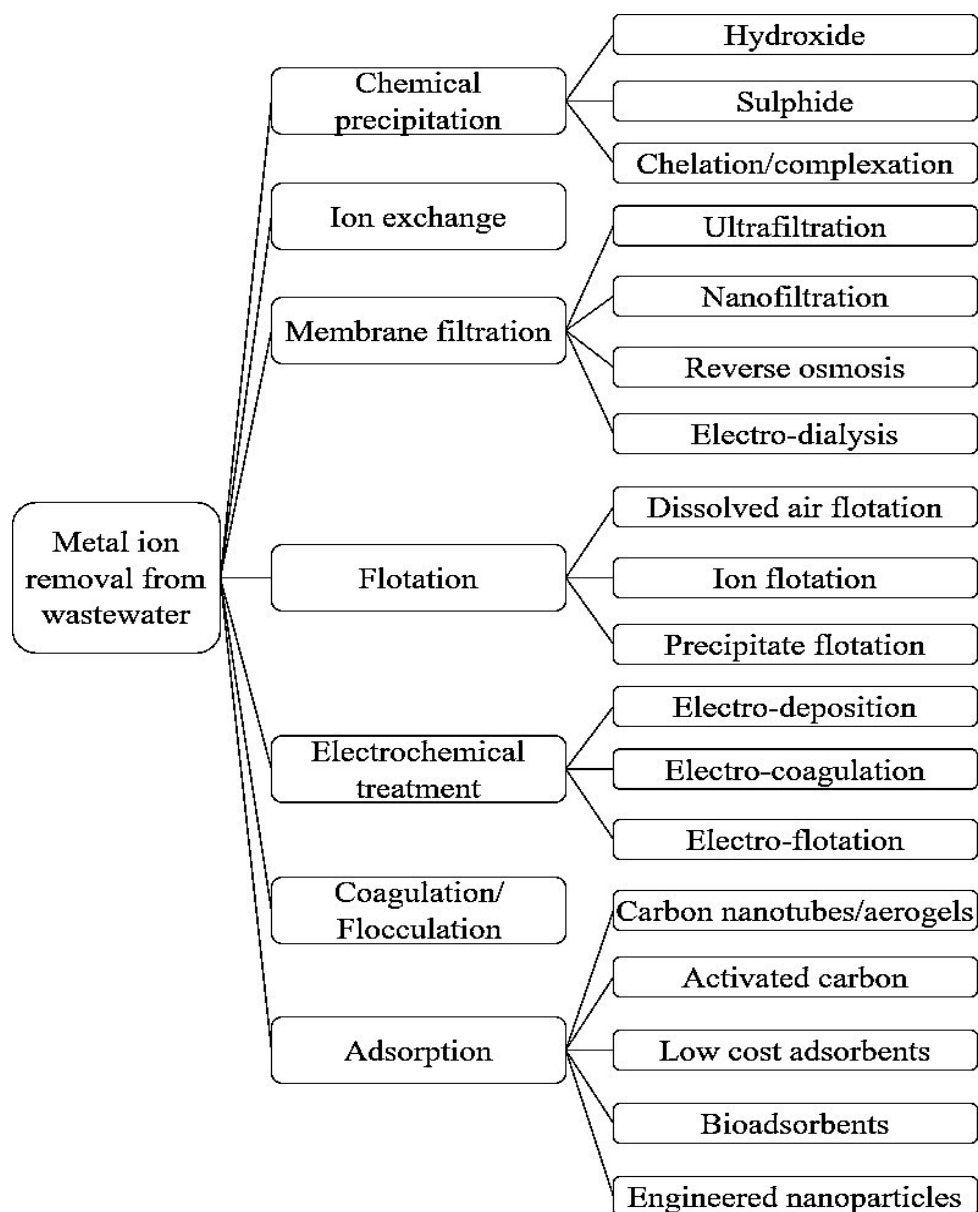 Metal ion
removal from
wastewater
Chemical
precipitation
Hydroxide
Sulphide
Chelation/complexation
Ion exchange
Membrane filtration
Ultrafiltration
Nanofiltration
Reverse osmosis
Electro-dialysis
Flotation
Dissolved air flotation
Ion flotation
Precipitate flotation
Electrochemical
treatment
Electro-deposition
Electro-coagulation
Electro-flotation
Coagulation/
Flocculation
Adsorption
Carbon nanotubes/aerogels
Activated carbon
Low cost adsorbents
Bioadsorbents
Engineered nanoparticles